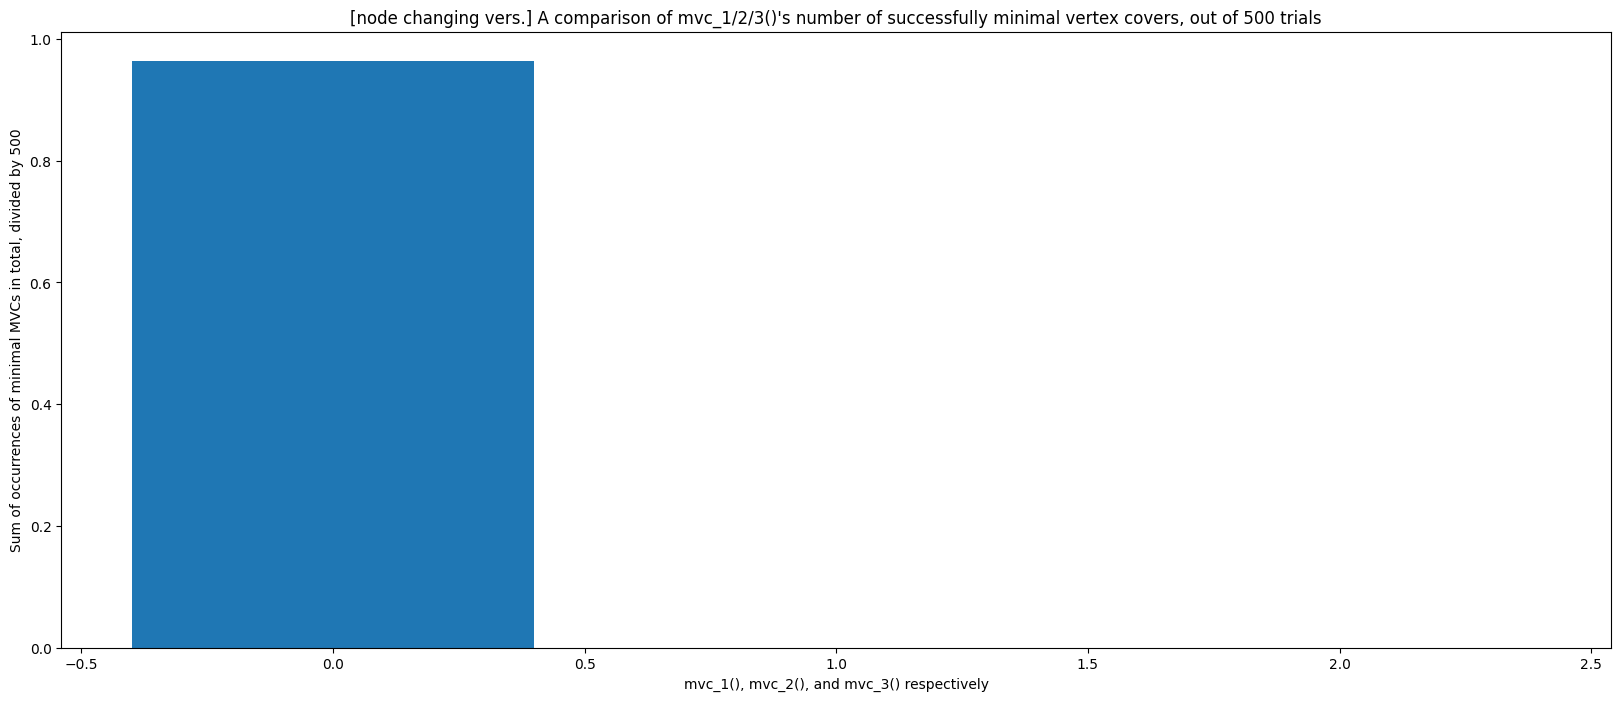 [node changing vers.] A comparison of mvc_1/2/3()'s number of successfully minimal vertex covers, out of 500 trials
Sum of occurrences of minimal MVCs in total, divided by 500
1.0
0.8
0.6
0.4
0.2
0.0
−0.5 0.0 0.5 1.0 1.5 2.0 2.5
mvc_1(), mvc_2(), and mvc_3() respectively